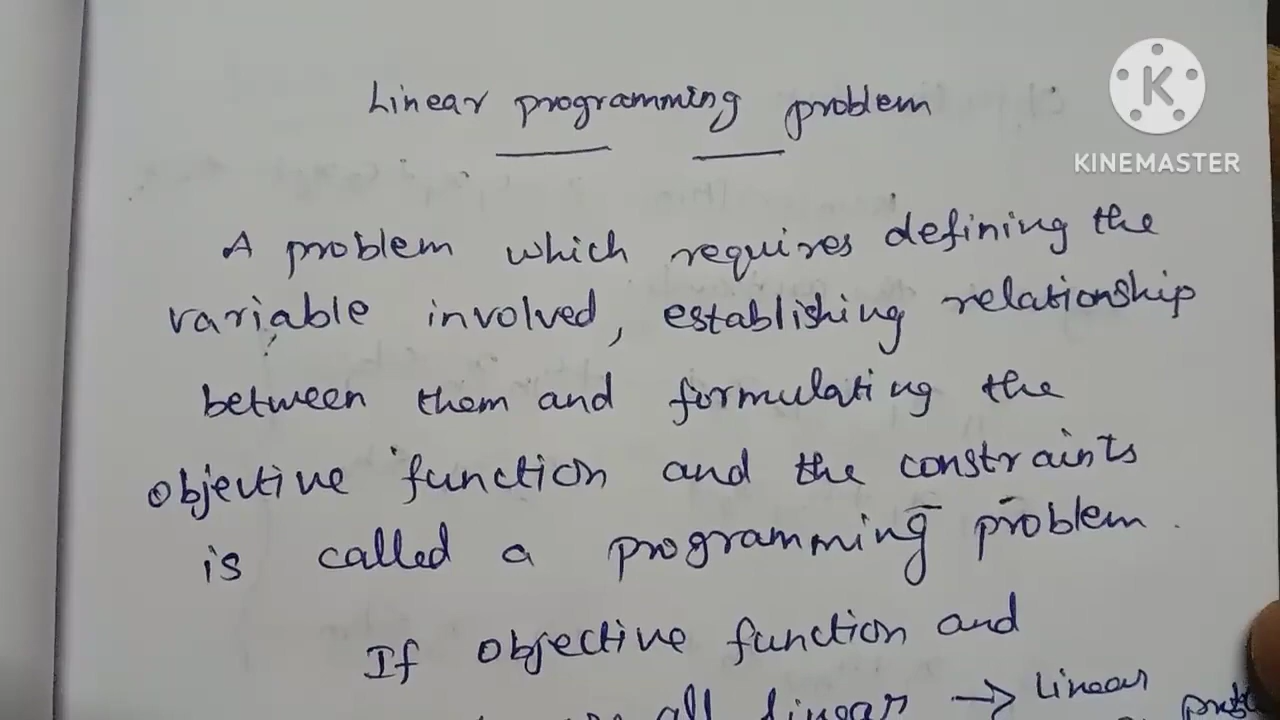 Linear programming problem
KINEMASTER
A problem which requires defining the
variable involved, establishing relationship
between them and formulating the
objective function and the constraints
is called a programming problem.
If objective function and
all linear → Linear